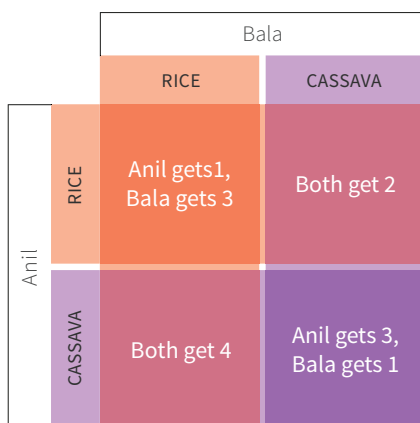 Bala
RICE
CASSAVA
Anil
RICE
Anil gets1,
Bala gets 3
Both get 2
CASSAVA
Both get 4
Anil gets 3,
Bala gets 1